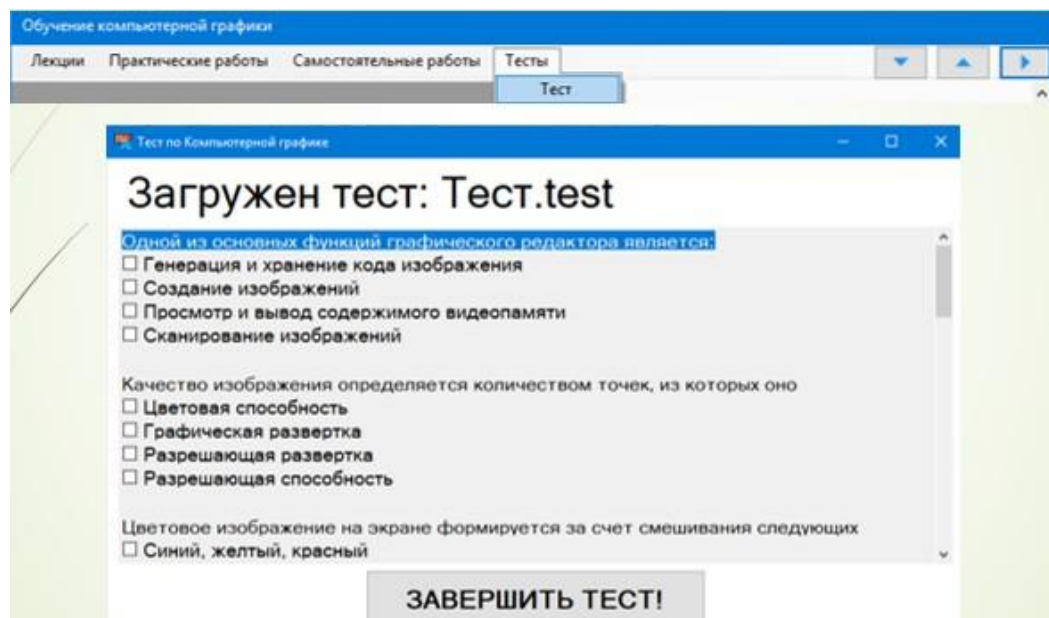 Обучение компьютерной графики
Лекции Практические работы Самостоятельные работы Тесты
Тест
Тест по Компьютерной графике
Загружен тест: Тест.test
Одной из основных функций графического редактора является:
Генерация и хранение кода изображения
Создание изображений
Просмотр и вывод содержимого видеопамяти
Сканирование изображений
Качество изображения определяется количеством точек, из которых оно
Цветовая способность
Графическая развертка
Разрешающая развертка
Разрешающая способность
Цветовое изображение на экране формируется за счет смешивания следующих
Синий, желтый, красный
ЗАВЕРШИТЬ ТЕСТ!